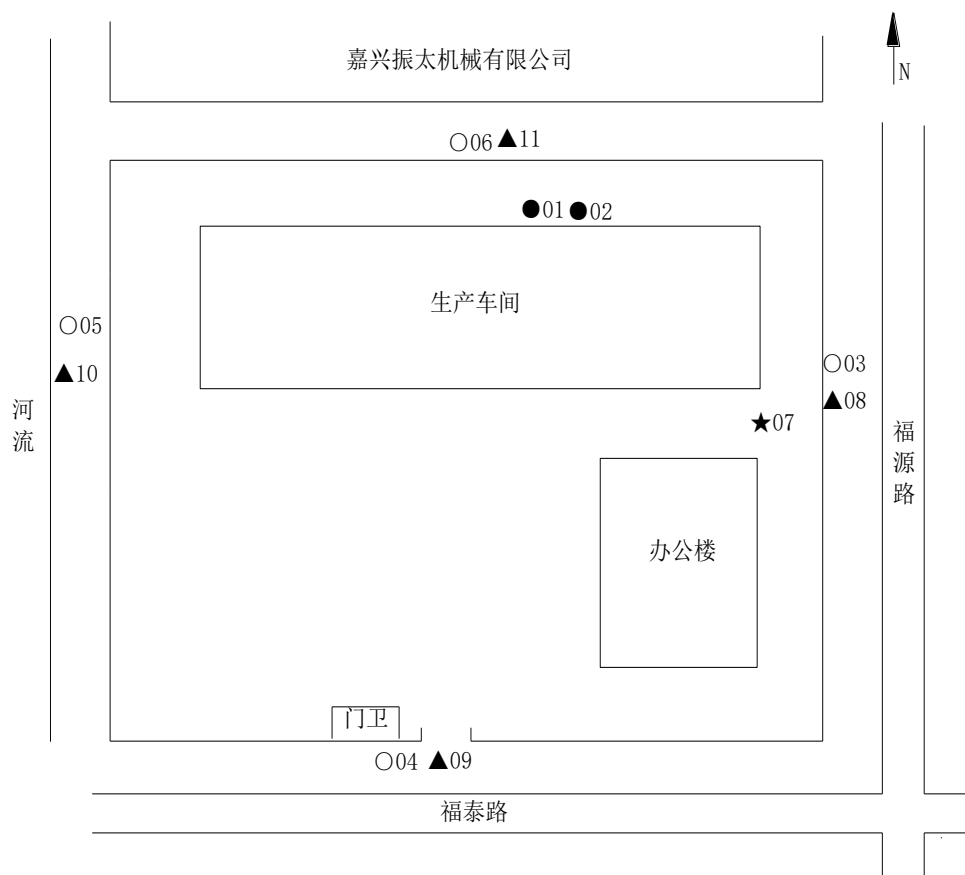 嘉兴振太机械有限公司
N
○06 ▲11
●01 ●02
生产车间
○05
▲10
○03
▲08
★07
河流
福源路
办公楼
门卫
○04 ▲09
福泰路